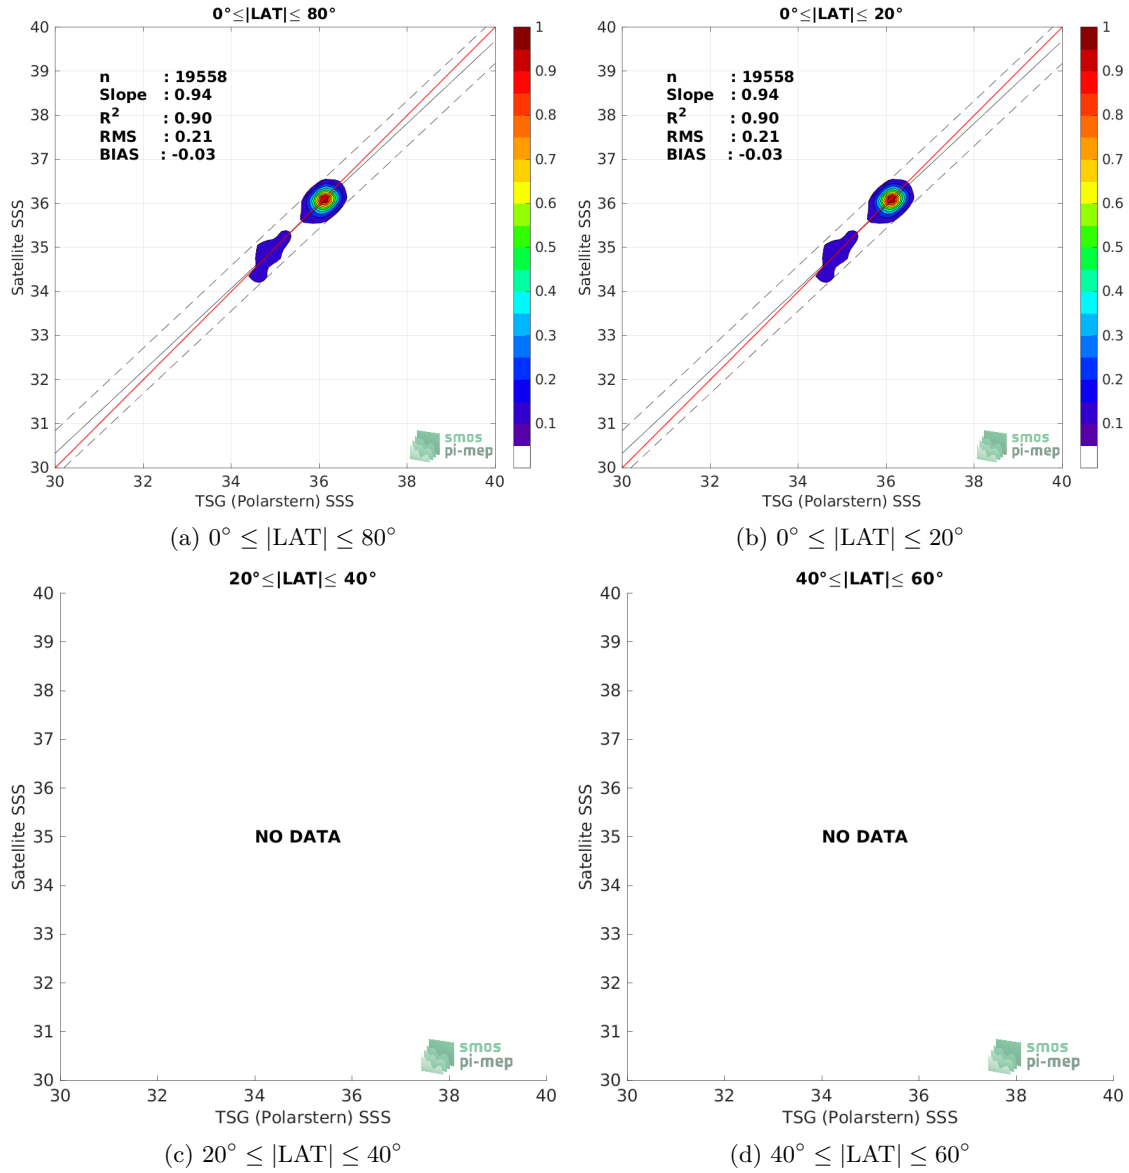 0°≤|LAT|≤ 80°
n : 19558
Slope : 0.94
R² : 0.90
RMS : 0.21
BIAS : -0.03
40
39
38
37
36
35
34
33
32
31
30
Satellite SSS
30 32 34 36 38 40
TSG (Polarstern) SSS
1
0.9
0.8
0.7
0.6
0.5
0.4
0.3
0.2
0.1
smos
pi-mep
(a) 0° ≤ |LAT| ≤ 80°
0°≤|LAT|≤ 20°
n : 19558
Slope : 0.94
R² : 0.90
RMS : 0.21
BIAS : -0.03
40
39
38
37
36
35
34
33
32
31
30
Satellite SSS
30 32 34 36 38 40
TSG (Polarstern) SSS
1
0.9
0.8
0.7
0.6
0.5
0.4
0.3
0.2
0.1
smos
pi-mep
(b) 0° ≤ |LAT| ≤ 20°
20°≤|LAT|≤ 40°
40
39
38
37
36
35
34
33
32
31
30
Satellite SSS
NO DATA
smos
pi-mep
30 32 34 36 38 40
TSG (Polarstern) SSS
(c) 20° ≤ |LAT| ≤ 40°
40°≤|LAT|≤ 60°
40
39
38
37
36
35
34
33
32
31
30
Satellite SSS
NO DATA
smos
pi-mep
30 32 34 36 38 40
TSG (Polarstern) SSS
(d) 40° ≤ |LAT| ≤ 60°